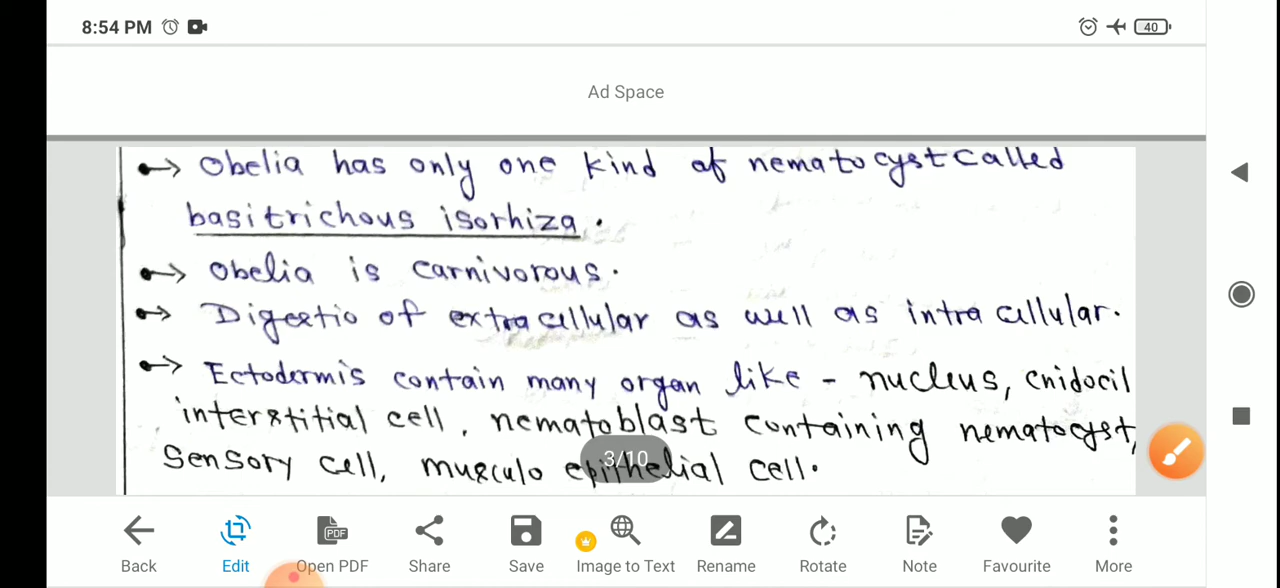 8:54 PM
40
Ad Space
Obelia has only one kind of nematocyst called
basitrichous isorhiza.
Obelia is carnivorous.
Digestio of extracellular as well as intracellular.
Ectodermis contain many organ like - nucleus, cnidocil
interstitial cell, nematoblast containing nematocyst,
Sensory cell, musculo epithelial cell.
3/10
Back
Edit
PDF
Open PDF
Share
Save
Image to Text
Rename
Rotate
Note
Favourite
More